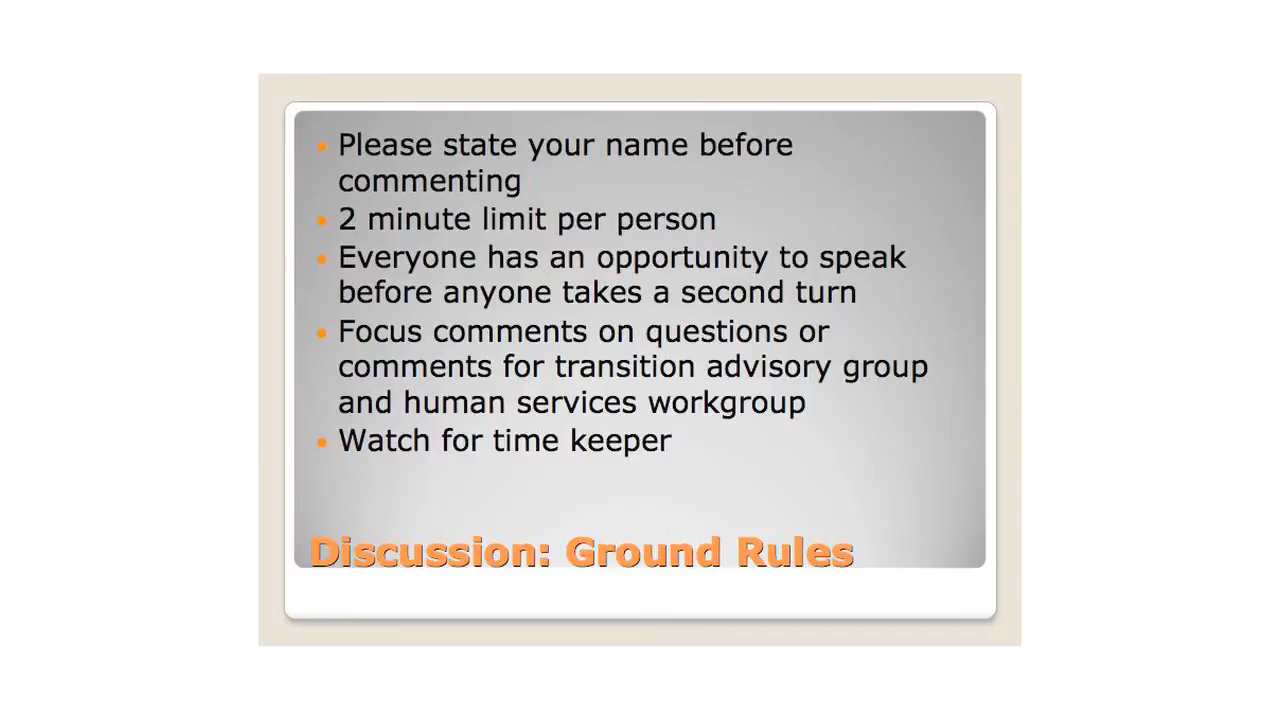 Please state your name before
commenting
2 minute limit per person
Everyone has an opportunity to speak
before anyone takes a second turn
Focus comments on questions or
comments for transition advisory group
and human services workgroup
Watch for time keeper
Discussion: Ground Rules